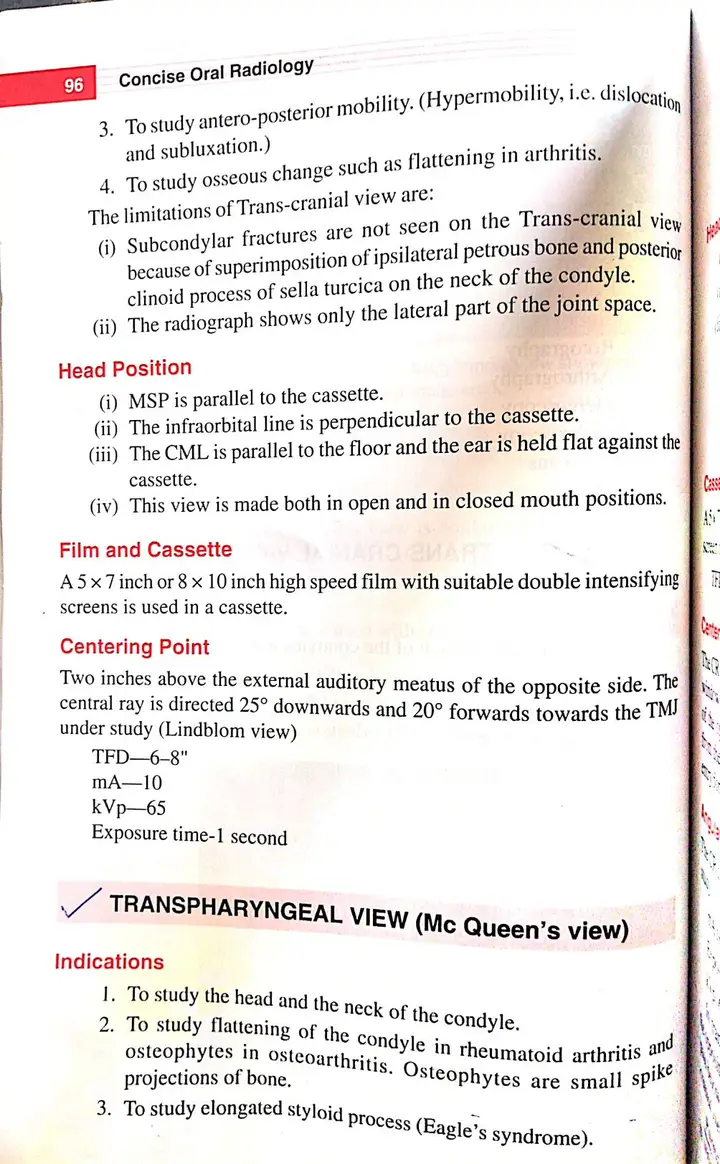 96
Concise Oral Radiology
3. To study antero-posterior mobility. (Hypermobility, i.e. dislocation
and subluxation.)
4. To study osseous change such as flattening in arthritis.
The limitations of Trans-cranial view are:
(i) Subcondylar fractures are not seen on the Trans-cranial view
because of superimposition of ipsilateral petrous bone and posterior
clinoid process of sella turcica on the neck of the condyle.
(ii) The radiograph shows only the lateral part of the joint space.
Head Position
(i) MSP is parallel to the cassette.
(ii) The infraorbital line is perpendicular to the cassette.
(iii) The CML is parallel to the floor and the ear is held flat against the
cassette.
(iv) This view is made both in open and in closed mouth positions.
Film and Cassette
A 5 × 7 inch or 8 × 10 inch high speed film with suitable double intensifying
screens is used in a cassette.
Centering Point
Two inches above the external auditory meatus of the opposite side. The
central ray is directed 25° downwards and 20° forwards towards the TMJ
under study (Lindblom view)
TFD—6–8"
mA—10
kVp—65
Exposure time-1 second
TRANSPHARYNGEAL VIEW (Mc Queen's view)
Indications
1. To study the head and the neck of the condyle.
2. To study flattening of the condyle in rheumatoid arthritis and
osteophytes in osteoarthritis. Osteophytes are small spike
projections of bone.
3. To study elongated styloid process (Eagle's syndrome).